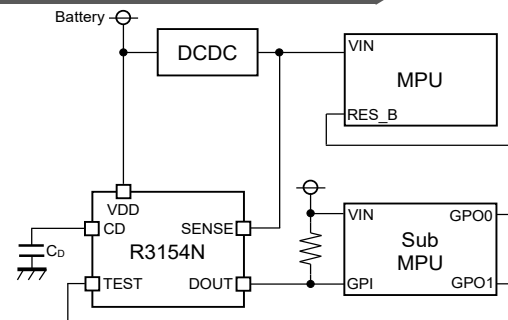 Battery
DCDC
VIN
MPU
RES_B
VDD
CD
SENSE
R3154N
CD
TEST
DOUT
VIN
GPO0
Sub
MPU
GPI
GPO1